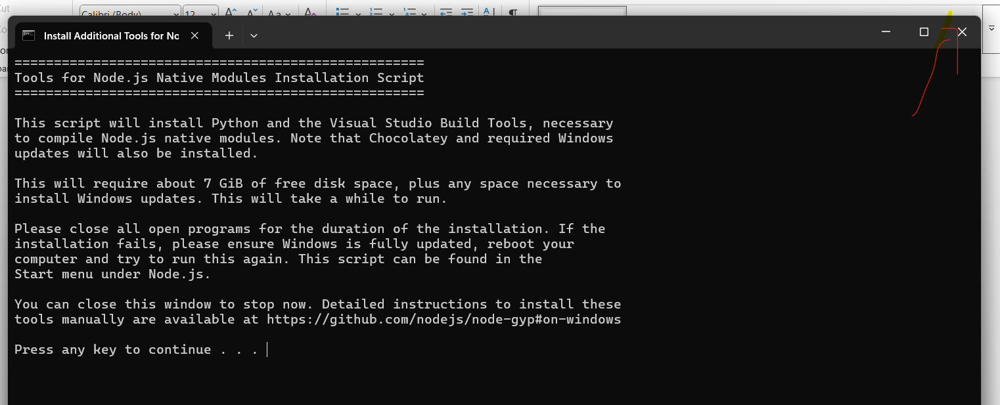 Calibri (Body)
12
Install Additional Tools for No
====================================================
Tools for Node.js Native Modules Installation Script
====================================================
This script will install Python and the Visual Studio Build Tools, necessary
to compile Node.js native modules. Note that Chocolatey and required Windows
updates will also be installed.
This will require about 7 GiB of free disk space, plus any space necessary to
install Windows updates. This will take a while to run.
Please close all open programs for the duration of the installation. If the
installation fails, please ensure Windows is fully updated, reboot your
computer and try to run this again. This script can be found in the
Start menu under Node.js.
You can close this window to stop now. Detailed instructions to install these
tools manually are available at https://github.com/nodejs/node-gyp#on-windows
Press any key to continue . . .